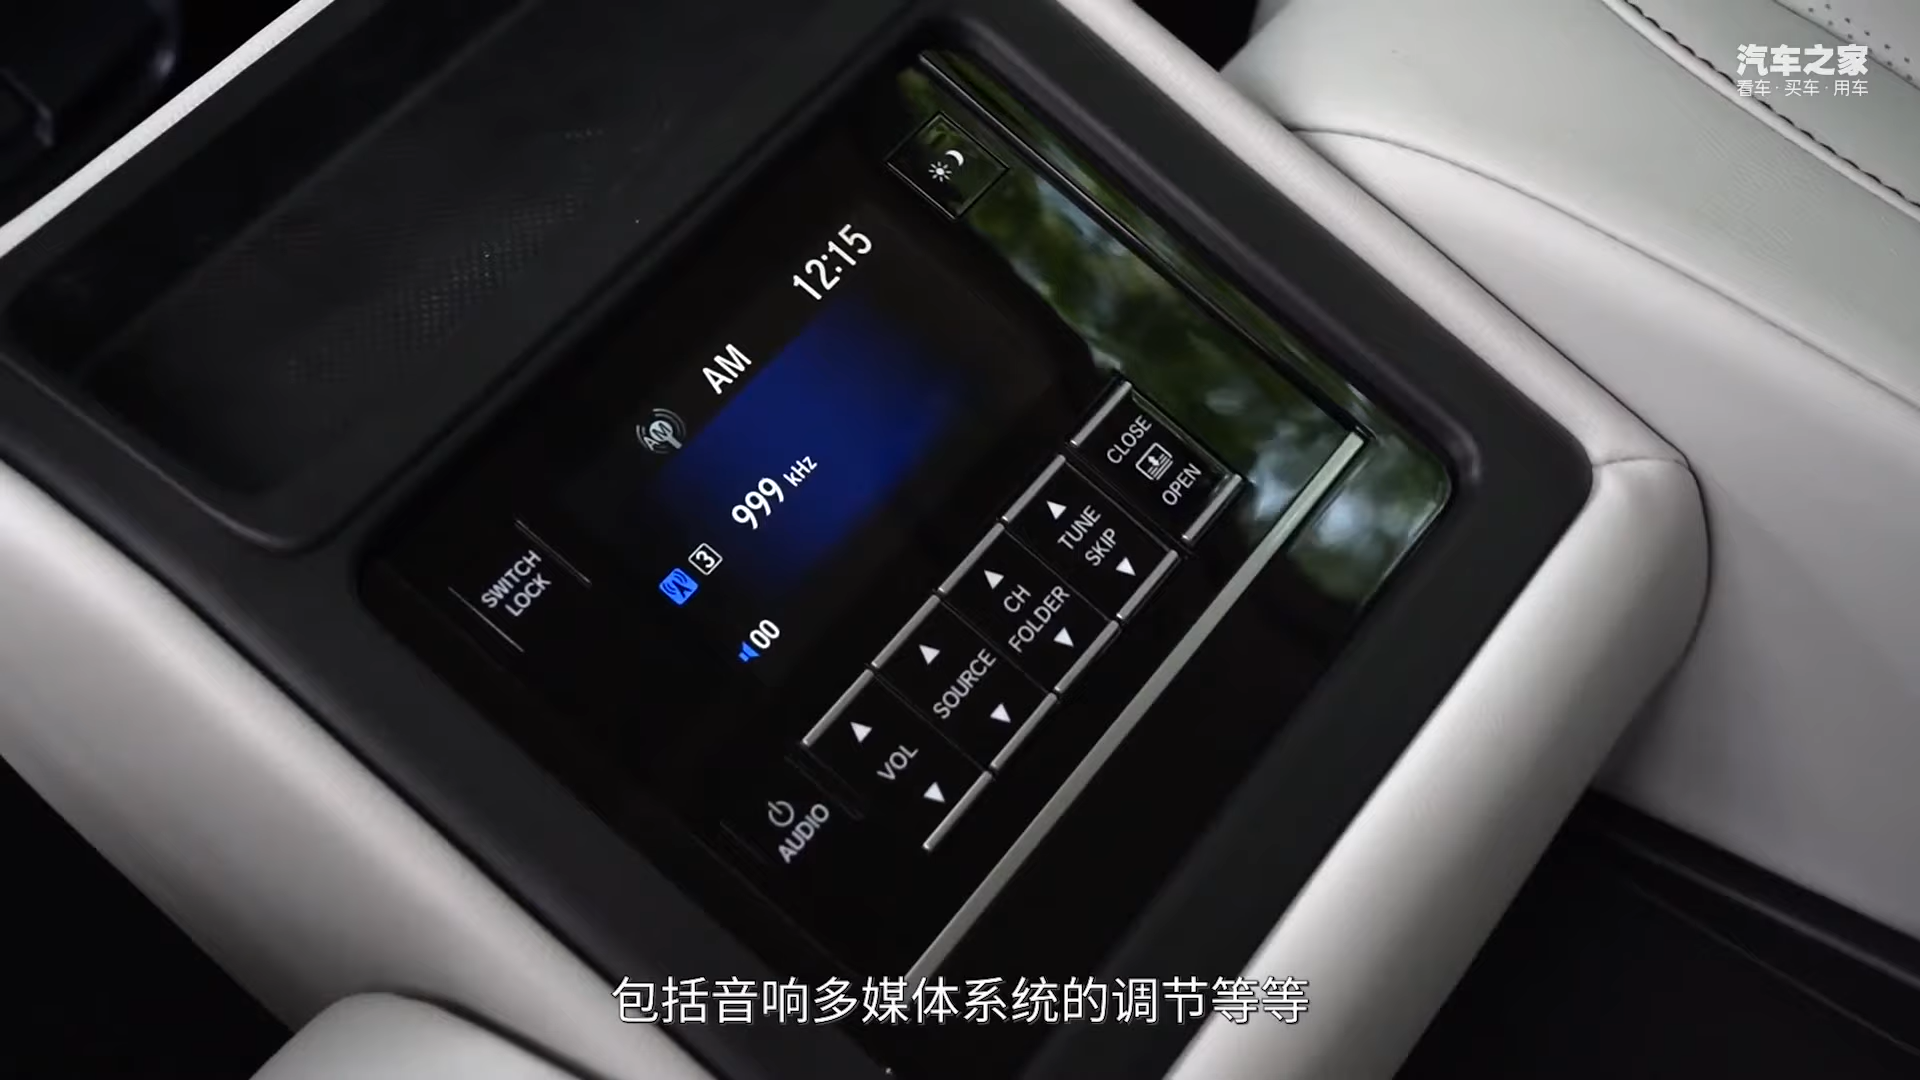 汽车之家
看车·买车·用车
12:15
AM
AM
999 kHz
3
00
SWITCH
LOCK
CLOSE
OPEN
TUNE
SKIP
CH
FOLDER
SOURCE
VOL
AUDIO
包括音响多媒体系统的调节等等